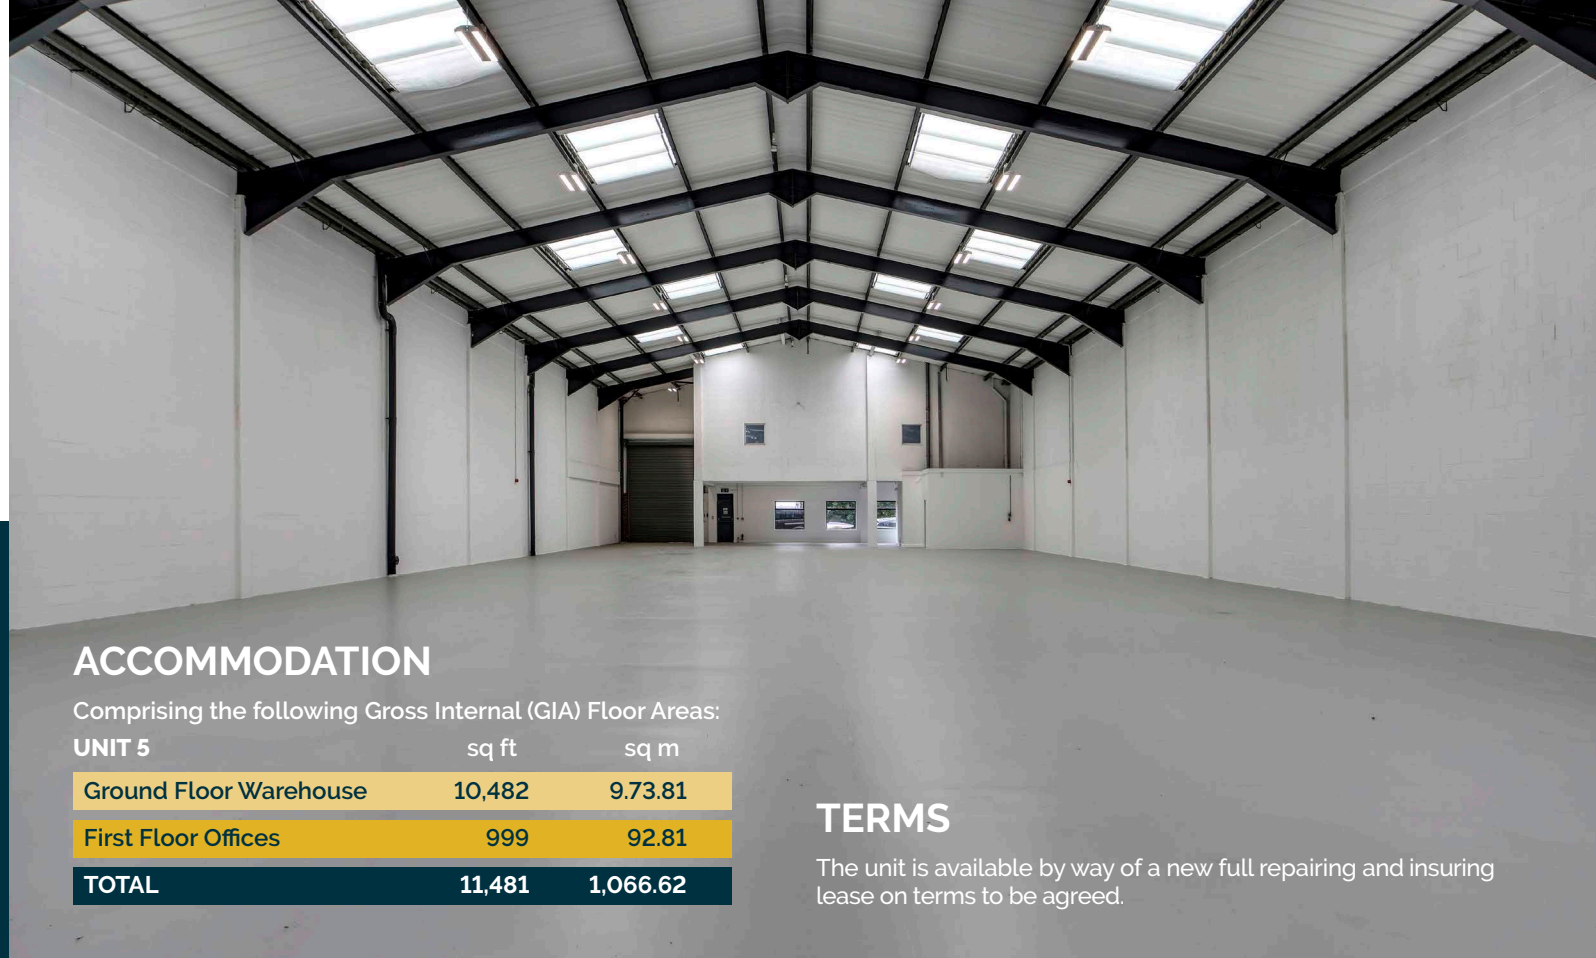 ACCOMMODATION
Comprising the following Gross Internal (GIA) Floor Areas:
UNIT 5 sq ft sq m
Ground Floor Warehouse 10,482 9.73.81
First Floor Offices 999 92.81
TOTAL 11,481 1,066.62
TERMS
The unit is available by way of a new full repairing and insuring
lease on terms to be agreed.